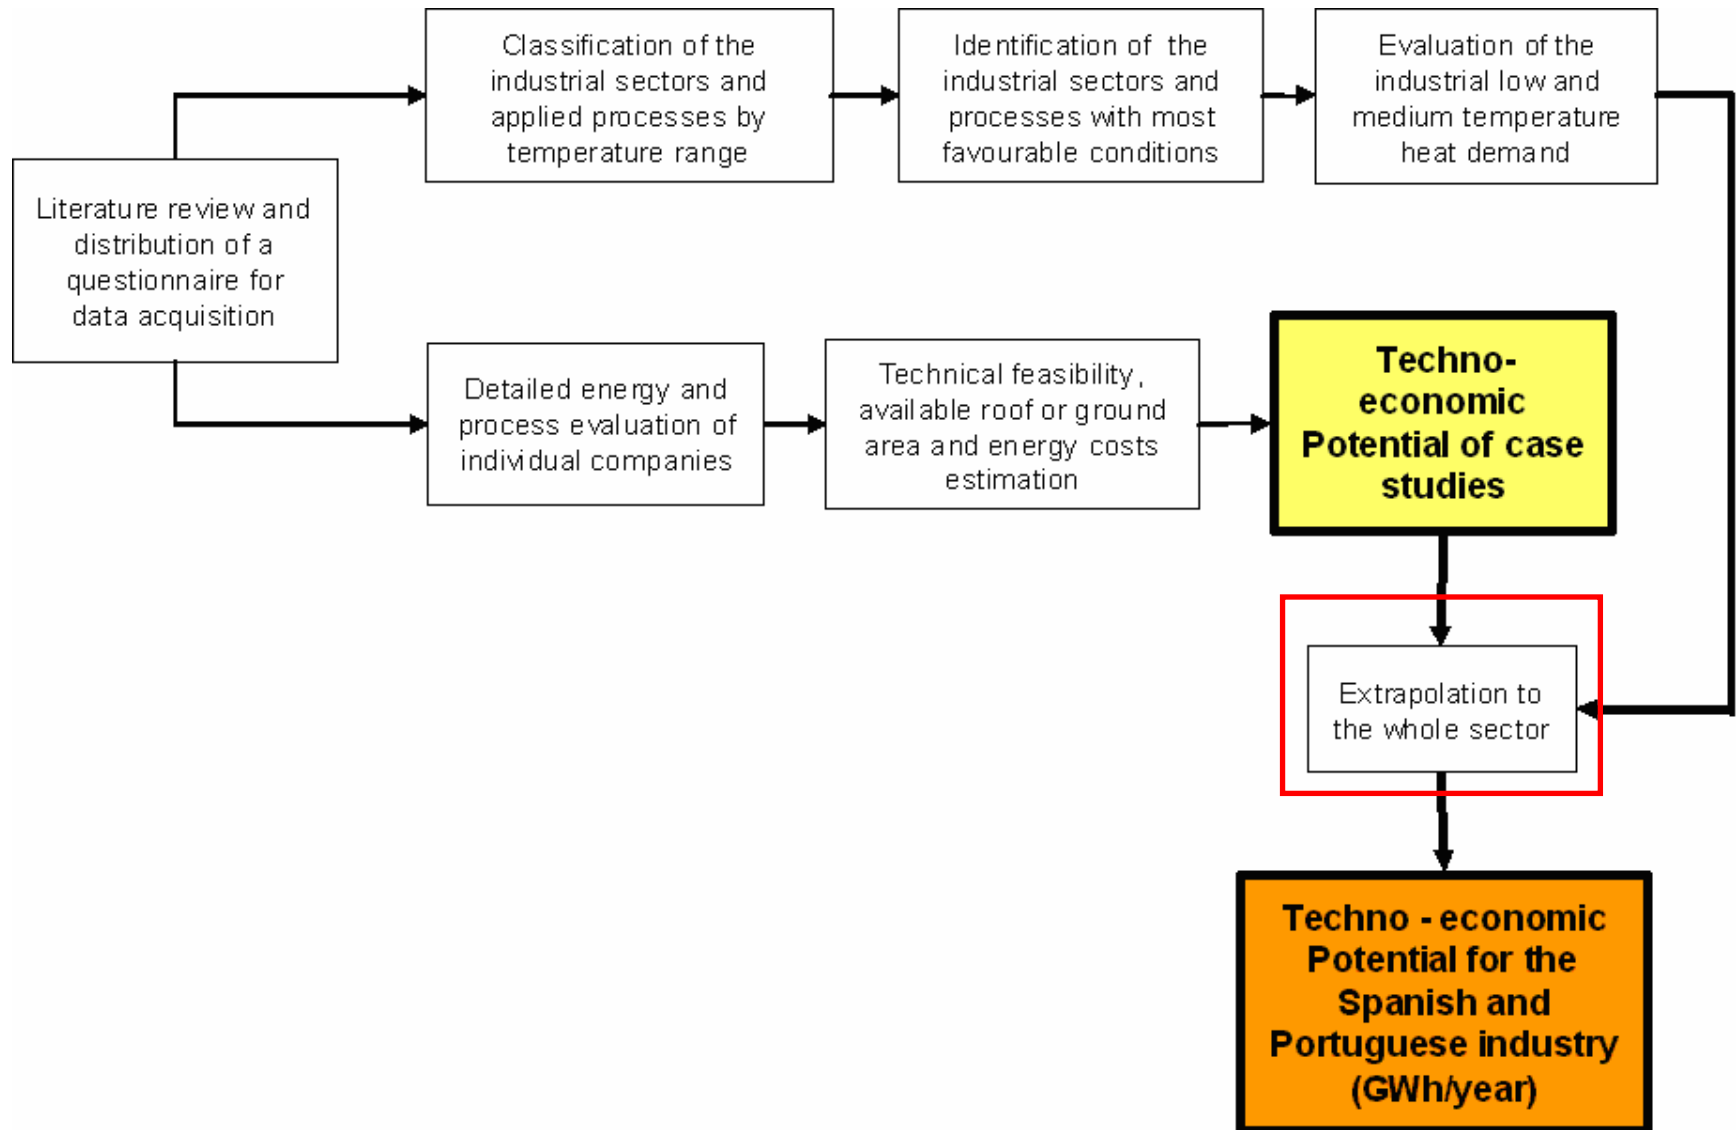 Classification of the
industrial sectors and
applied processes by
temperature range
Identification of the
industrial sectors and
processes with most
favourable conditions
Evaluation of the
industrial low and
medium temperature
heat demand
Literature review and
distribution of a
questionnaire for
data acquisition
Detailed energy and
process evaluation of
individual companies
Technical feasibility,
available roof or ground
area and energy costs
estimation
Techno-
economic
Potential of case
studies
Extrapolation to
the whole sector
Techno - economic
Potential for the
Spanish and
Portuguese industry
(GWh/year)